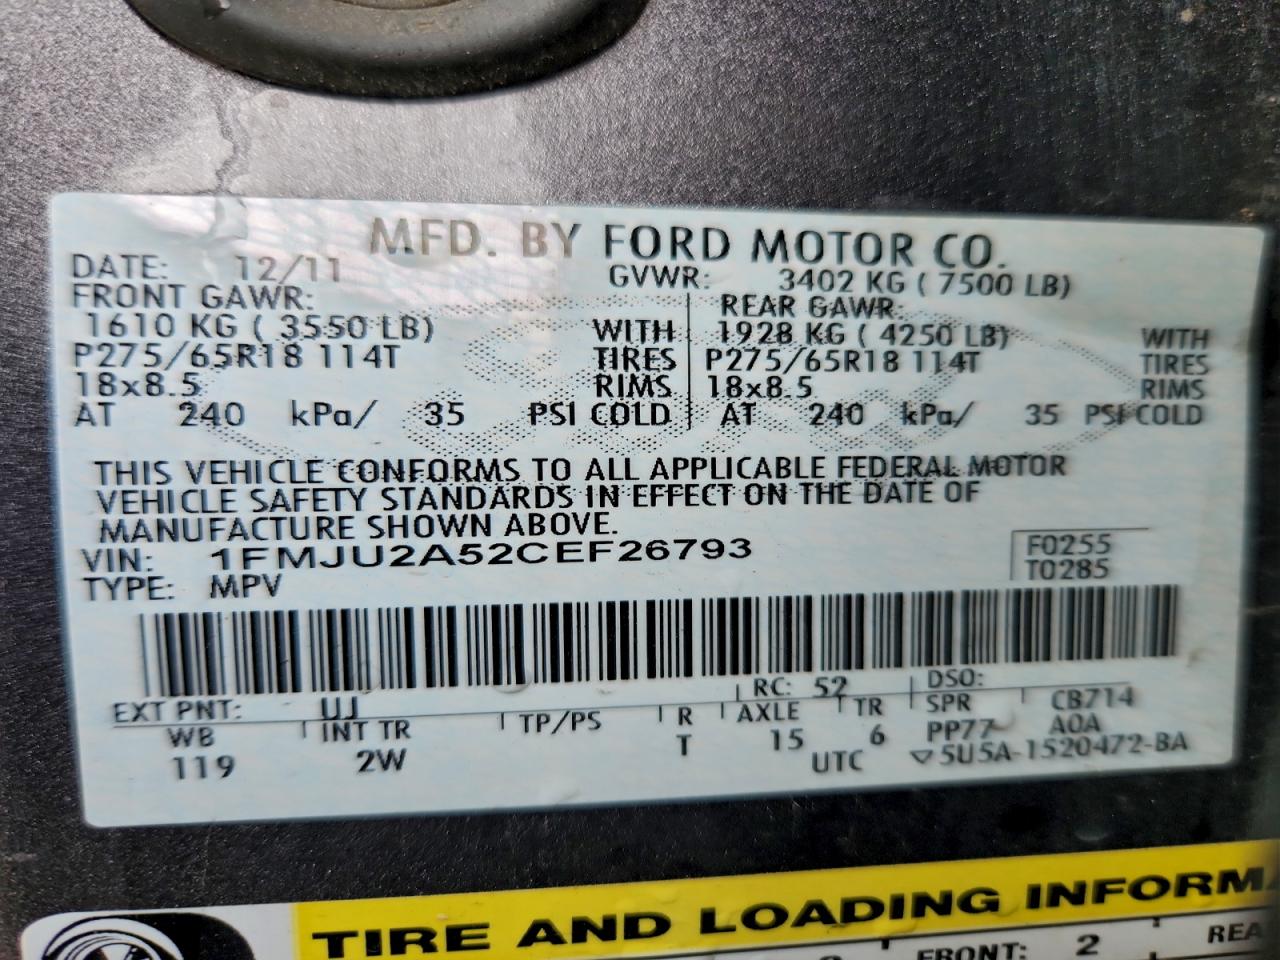 MFD. BY FORD MOTOR CO.
DATE: 12/11 GVWR: 3402 KG ( 7500 LB)
FRONT GAWR: REAR GAWR:
1610 KG ( 3550 LB) WITH 1928 KG ( 4250 LB) WITH
P275/65R18 114T TIRES P275/65R18 114T TIRES
18x8.5 RIMS 18x8.5 RIMS
AT 240 kPa/ 35 PSI COLD AT 240 kPa/ 35 PSI COLD
THIS VEHICLE CONFORMS TO ALL APPLICABLE FEDERAL MOTOR
VEHICLE SAFETY STANDARDS IN EFFECT ON THE DATE OF
MANUFACTURE SHOWN ABOVE.
VIN: 1FMJU2A52CEF26793 F0255
TYPE: MPV T0285
EXT PNT: UJ RC: 52 DSO:
WB INT TR TP/PS R AXLE TR SPR CB714
119 2W T 15 6 PP77 A0A
UTC ▽5U5A-1520472-BA
TIRE AND LOADING INFORMA
FRONT: 2 REA